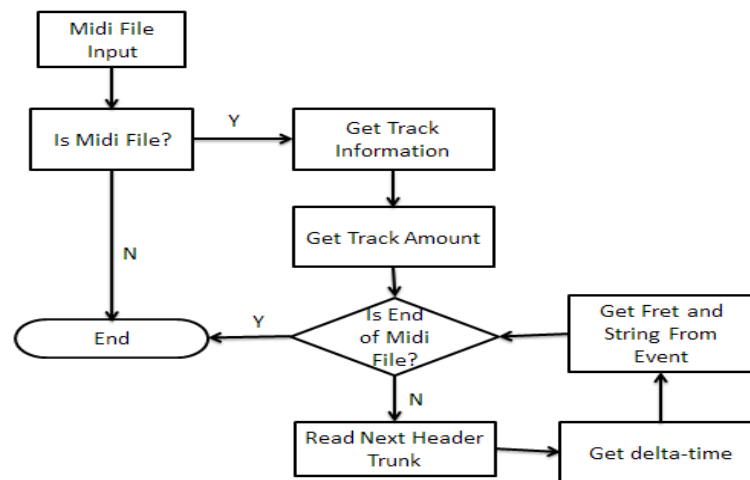 Midi File
Input
Is Midi File?
Y
Get Track
Information
Get Track Amount
N
Is End
of Midi
File?
Y
End
Get Fret and
String From
Event
N
Read Next Header
Trunk
Get delta-time